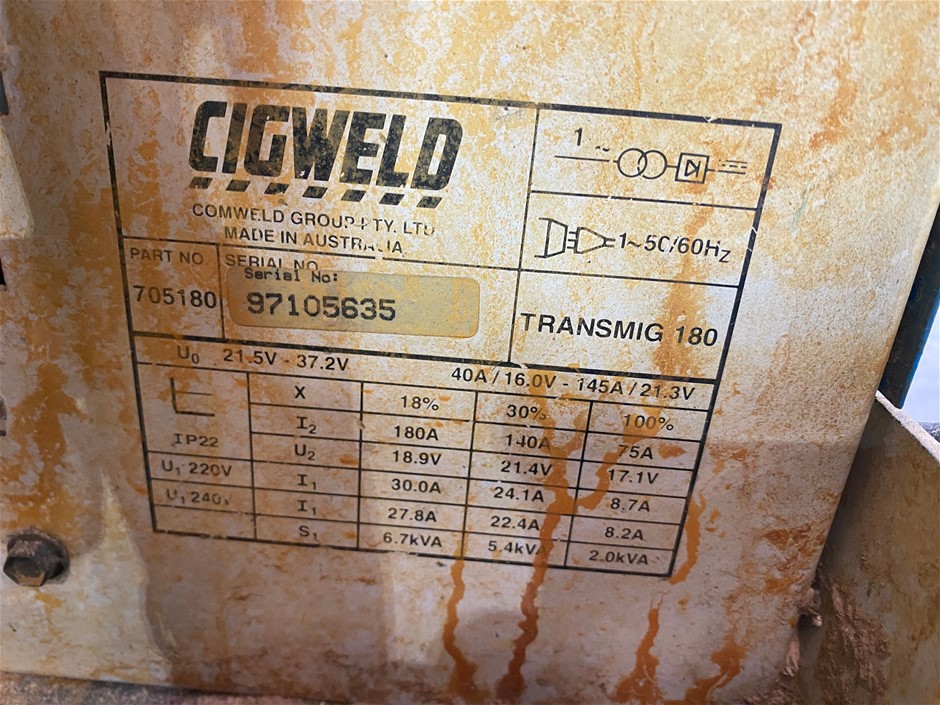 CIGWELD
COMWELD GROUP PTY. LTD
MADE IN AUSTRALIA
1~
1~50/60Hz
PART NO
705180
SERIAL NO
Serial No:
97105635
TRANSMIG 180
U0 21.5V - 37.2V 40A / 16.0V - 145A / 21.3V
X 18% 30% 100%
I2 180A 140A 75A
IP22 U2 18.9V 21.4V 17.1V
U1 220V I1 30.0A 24.1A 8.7A
U1 240V I1 27.8A 22.4A 8.2A
S1 6.7kVA 5.4kVA 2.0kVA